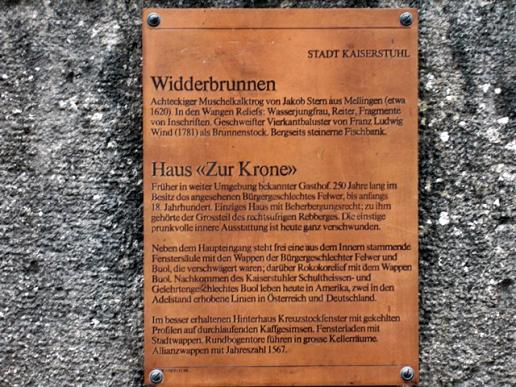 STADT KAISERSTUHL
Widderbrunnen
Achteckiger Muschelkalktrog von Jakob Stern aus Mellingen (etwa
1620). In den Wangen Reliefs: Wasserjungfrau, Reiter, Fragmente
von Inschriften. Geschweifter Vierkantbaluster von Franz Ludwig
Wind (1781) als Brunnenstock. Bergseits steinerne Fischbank.
Haus «Zur Krone»
Früher in weiter Umgebung bekannter Gasthof. 250 Jahre lang im
Besitz des angesehenen Bürgergeschlechtes Felwer, bis anfangs
18. Jahrhundert. Einziges Haus mit Beherbergungsrecht; zu ihm
gehörte der Grossteil des rechtsufrigen Rebberges. Die einstige
prunkvolle innere Ausstattung ist heute ganz verschwunden.
Neben dem Haupteingang steht frei eine aus dem Innern stammende
Fenstersäule mit den Wappen der Bürgergeschlechter Felwer und
Buol, die verschwägert waren; darüber Rokokorelief mit dem Wappen
Buol. Nachkommen des Kaiserstuhler Schultheissen- und
Gelehrtengeschlechtes Buol leben heute in Amerika, zwei in den
Adelstand erhobene Linien in Österreich und Deutschland.
Im besser erhaltenen Hinterhaus Kreuzstockfenster mit gekehlten
Profilen auf durchlaufenden Kaffgesimsen. Fensterladen mit
Stadtwappen. Rundbogentore führen in grosse Kellerräume.
Allianzwappen mit Jahreszahl 1567.